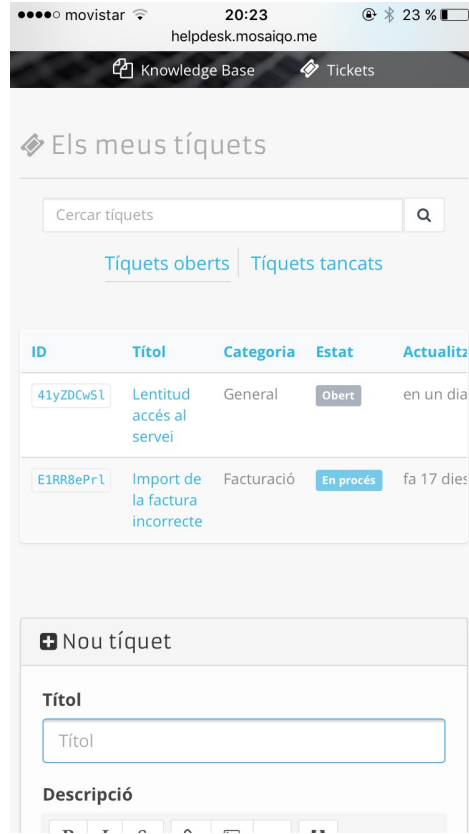 movistar 20:23 23 %
helpdesk.mosaiqo.me
Knowledge Base Tickets
Els meus tíquets
Cercar tíquets
Tíquets oberts Tíquets tancats
ID Títol Categoria Estat Actualitz
41yZDCwSl Lentitud accés al servei General Obert en un dia
E1RR8ePrl Import de la factura incorrecte Facturació En procés fa 17 dies
Nou tíquet
Títol
Títol
Descripció